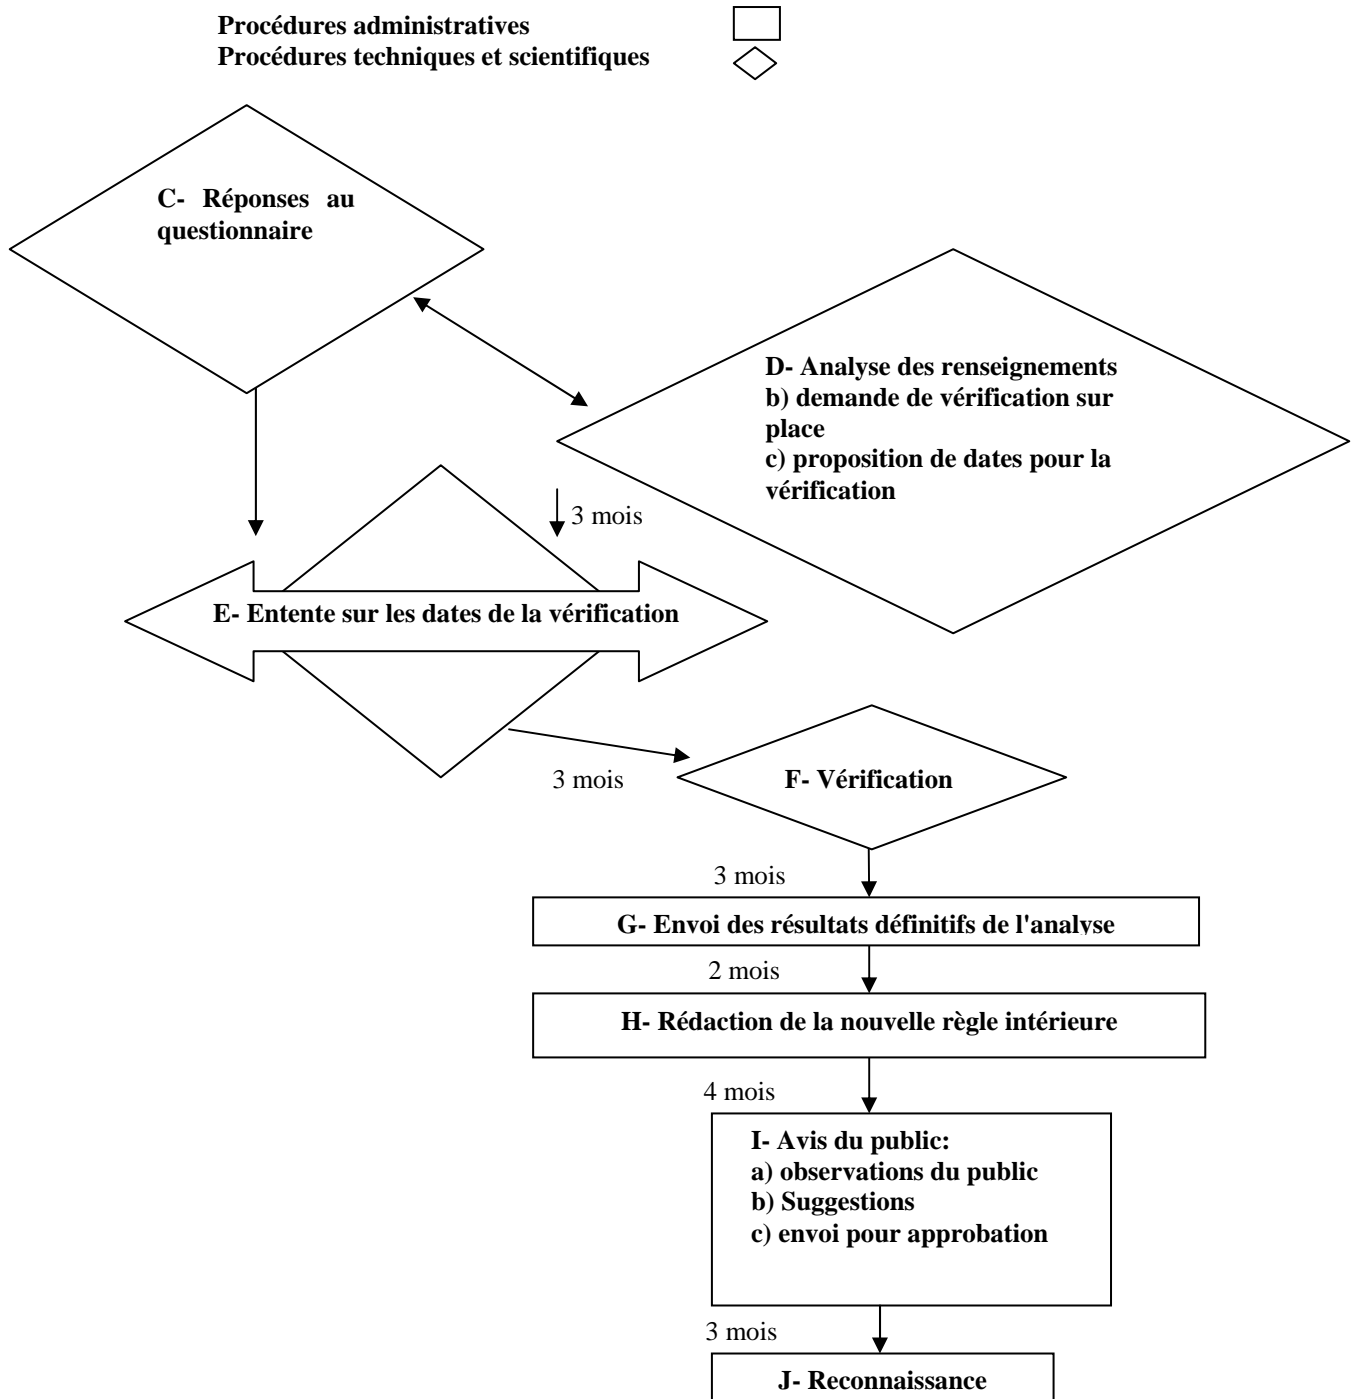 Procédures administratives
Procédures techniques et scientifiques
C- Réponses au
questionnaire
D- Analyse des renseignements
b) demande de vérification sur
place
c) proposition de dates pour la
vérification
3 mois
E- Entente sur les dates de la vérification
3 mois
F- Vérification
3 mois
G- Envoi des résultats définitifs de l'analyse
2 mois
H- Rédaction de la nouvelle règle intérieure
4 mois
I- Avis du public:
a) observations du public
b) Suggestions
c) envoi pour approbation
3 mois
J- Reconnaissance